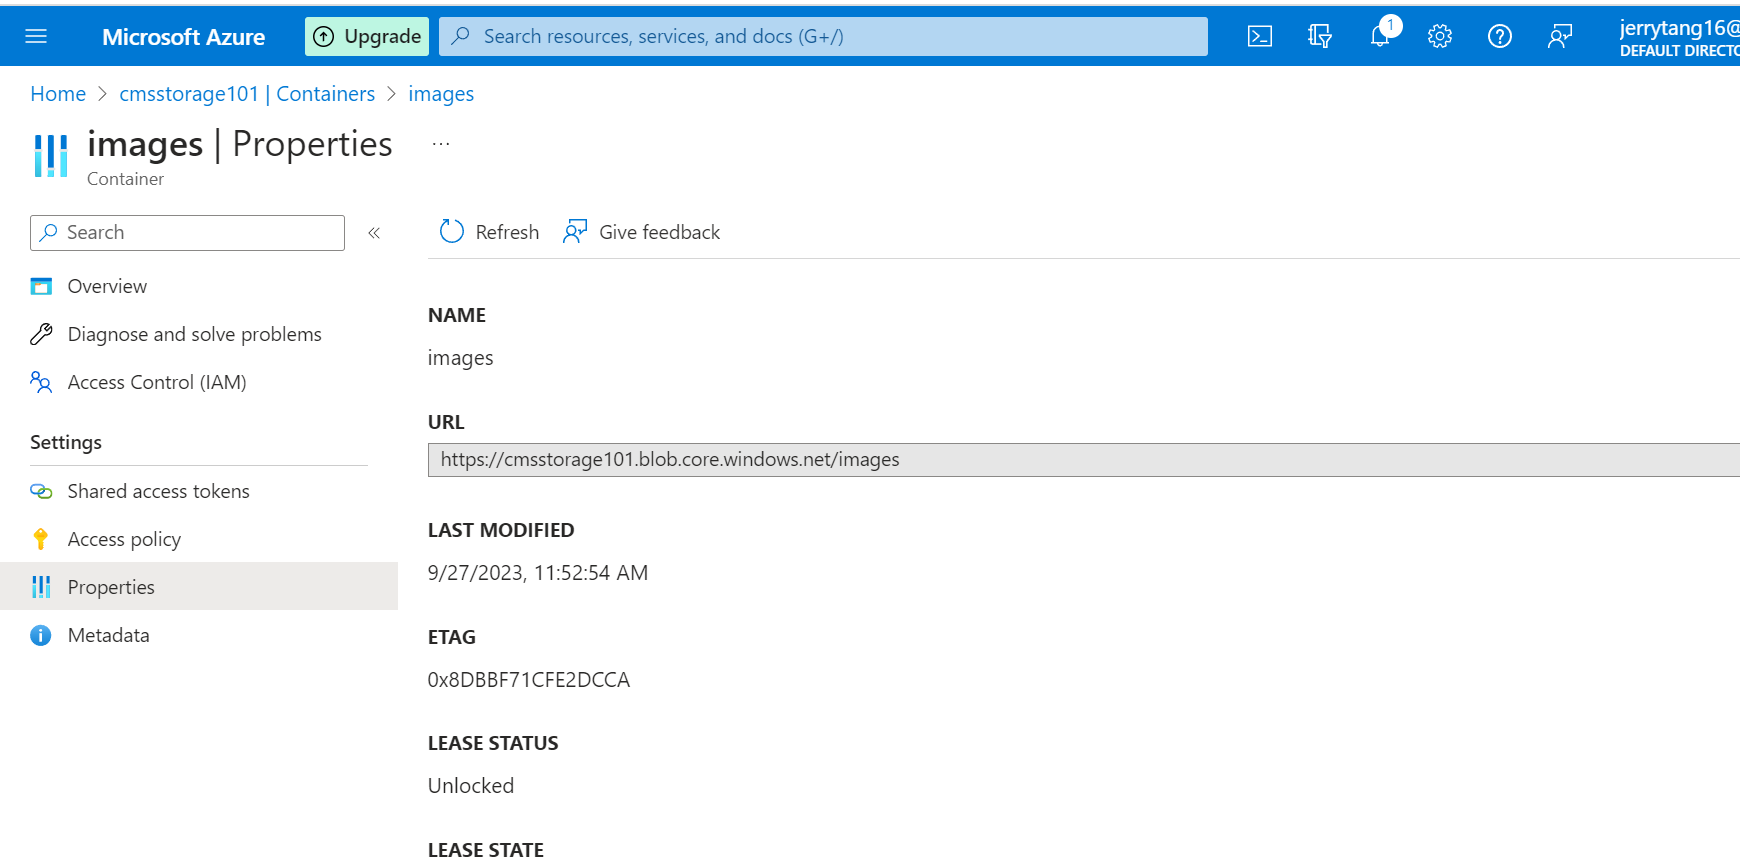 Microsoft Azure
Upgrade
Search resources, services, and docs (G+/)
1
jerrytang16@
DEFAULT DIRECTO
Home > cmsstorage101 | Containers > images
images | Properties ...
Container
Search
«
Refresh
Give feedback
Overview
Diagnose and solve problems
Access Control (IAM)
Settings
Shared access tokens
Access policy
Properties
Metadata
NAME
images
URL
https://cmsstorage101.blob.core.windows.net/images
LAST MODIFIED
9/27/2023, 11:52:54 AM
ETAG
0x8DBBF71CFE2DCCA
LEASE STATUS
Unlocked
LEASE STATE